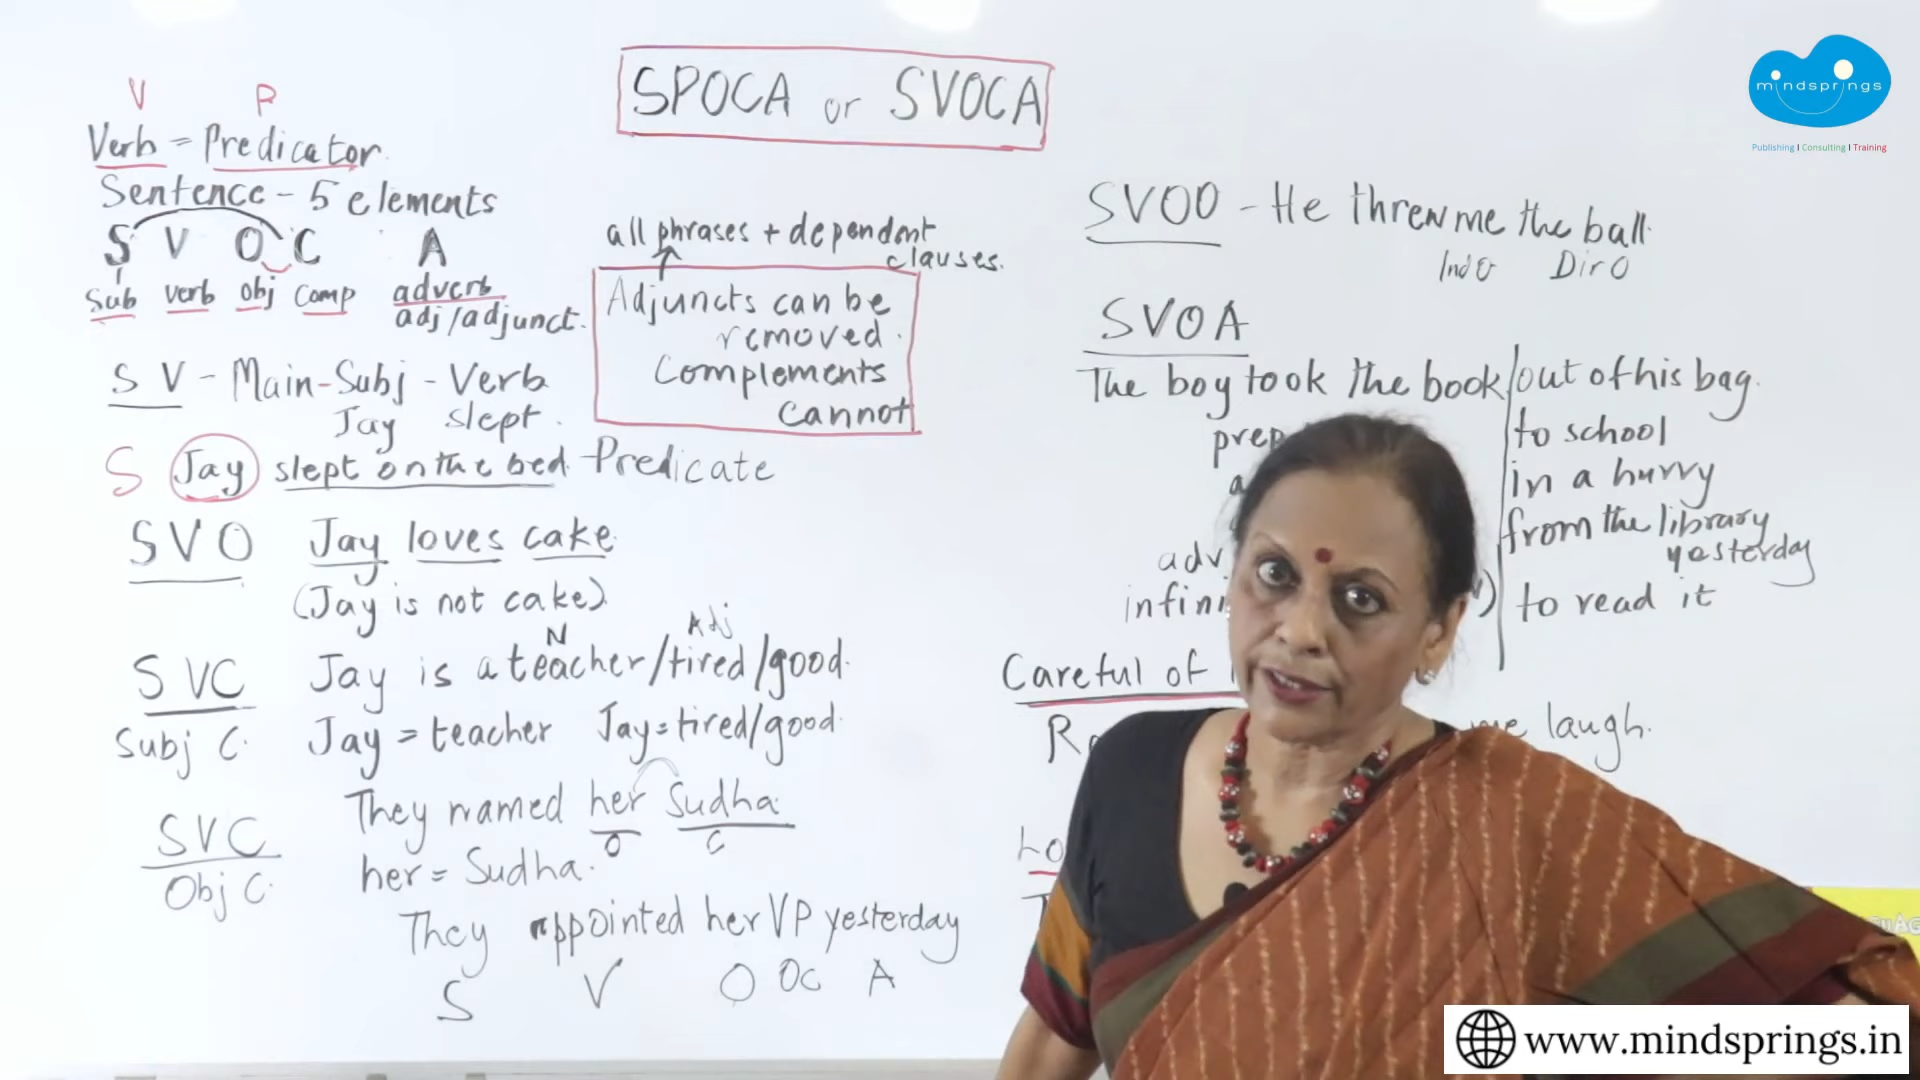 SPOCA or SVOCA
V P
Verb = Predicator
Sentence - 5 elements
S V O C A
Sub verb obj comp adverb
adj/adjunct.
S V - Main-Subj - Verb
Jay slept.
S Jay slept on the bed. Predicate
SVO Jay loves cake.
(Jay is not cake).
N Adj
SVC Jay is a teacher/tired/good.
Subj C. Jay = teacher Jay = tired/good.
SVC They named her Sudha.
O C
Obj C. her = Sudha.
They appointed her VP yesterday
S V O OC A
all phrases + dependent
clauses.
Adjuncts can be
removed.
Complements
cannot
SVOO - He threw me the ball.
IndO DirO
SVOA
The boy took the book/out of his bag.
to school
in a hurry
from the library
yesterday
to read it
Careful of
me laugh.
mindsprings
Publishing I Consulting I Training
www.mindsprings.in